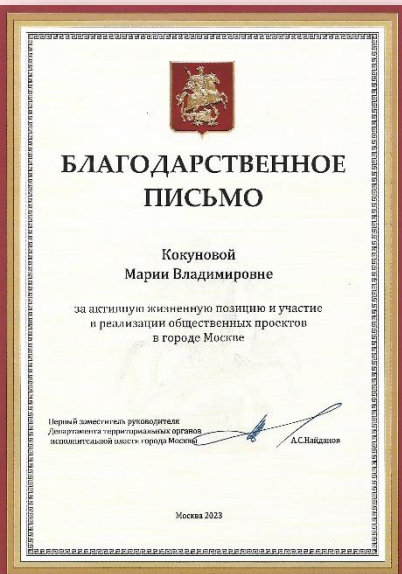 БЛАГОДАРСТВЕННОЕ
ПИСЬМО
Кокуновой
Марии Владимировне
за активную жизненную позицию и участие
в реализации общественных проектов
в городе Москве
Первый заместитель руководителя
Департамента территориальных органов
исполнительной власти города Москвы
А.С.Найданов
Москва 2023